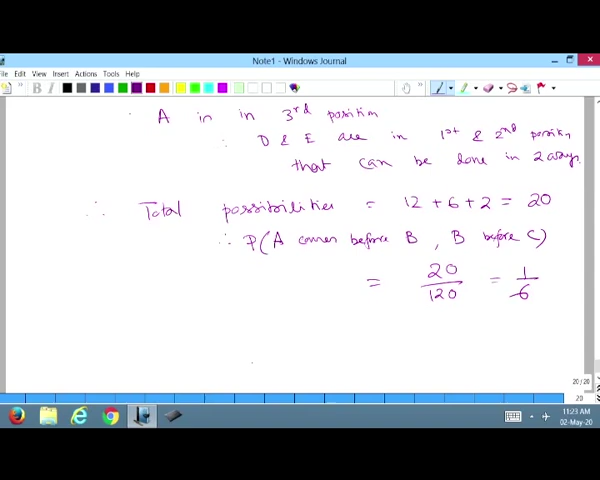 Note1 - Windows Journal
File Edit View Insert Actions Tools Help
B I
A in in 3rd position
∴ D & E are in 1st & 2nd position
that can be done in 2 ways.
∴ Total possibilities = 12 + 6 + 2 = 20
∴ P(A comes before B, B before C)
= 20/120 = 1/6
20 / 20
20
11:23 AM
02-May-20